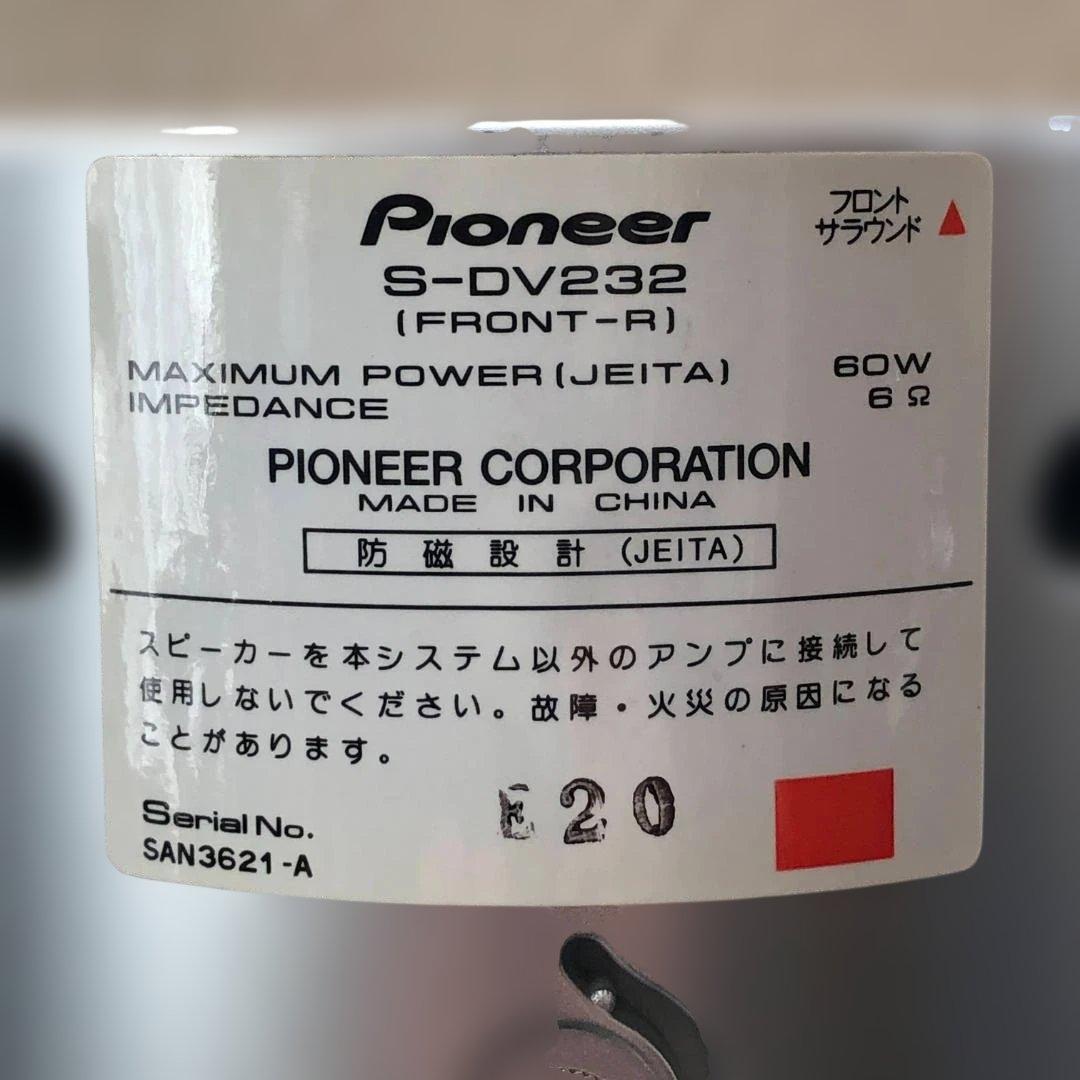 Pioneer
フロント
サラウンド ▲
S-DV232
(FRONT-R)
MAXIMUM POWER (JEITA) 60W
IMPEDANCE 6Ω
PIONEER CORPORATION
MADE IN CHINA
防磁設計 (JEITA)
スピーカーを本システム以外のアンプに接続して
使用しないでください。故障・火災の原因になる
ことがあります。
E20
Serial No.
SAN3621-A